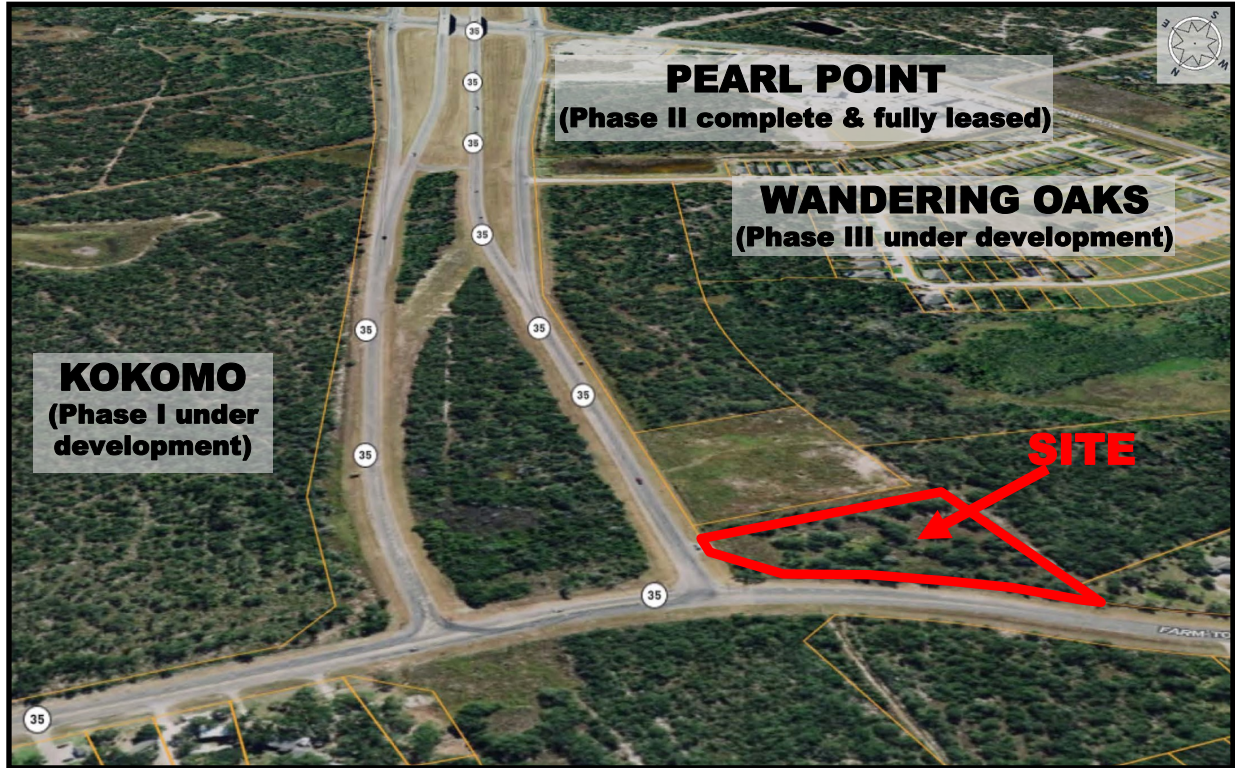 S
E
W
N
35
35
35
PEARL POINT
(Phase II complete & fully leased)
WANDERING OAKS
(Phase III under development)
35
35
35
KOKOMO
(Phase I under
development)
35
35
SITE
35
FARM-TO
35